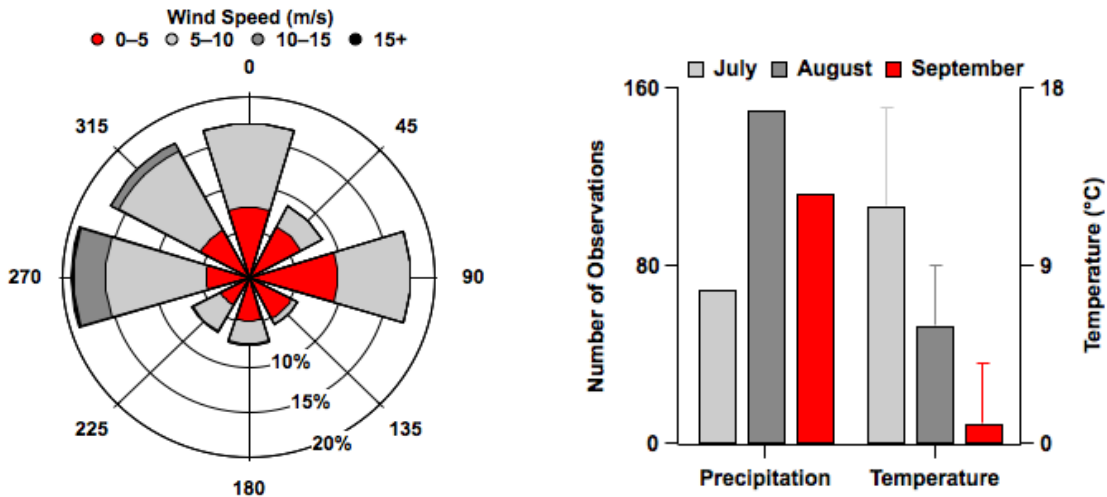 Wind Speed (m/s)
0–5 5–10 10–15 15+
0
45
90
135
180
225
270
315
10%
15%
20%
July August September
160
80
0
Number of Observations
18
9
0
Temperature (°C)
Precipitation Temperature